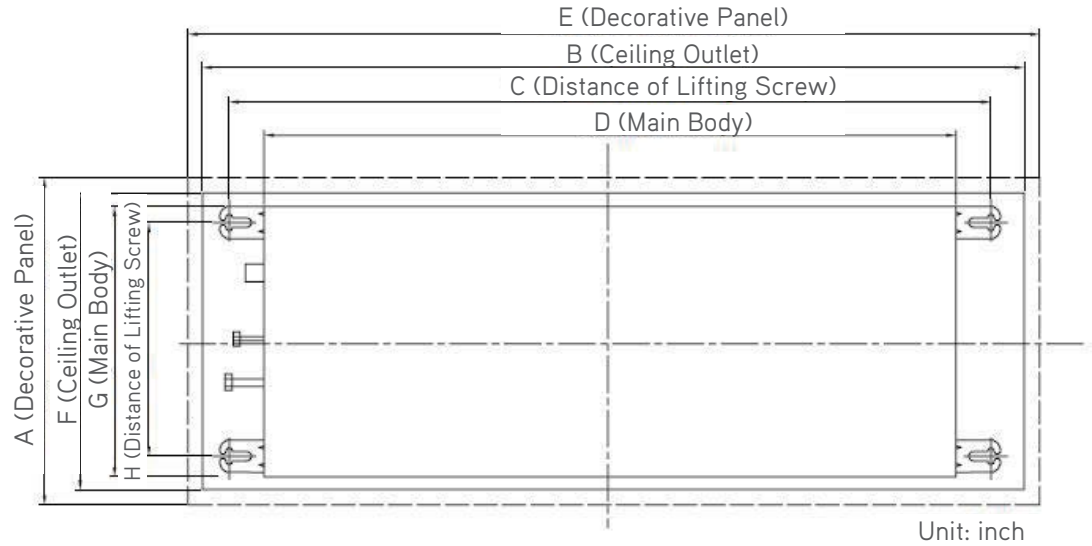 E (Decorative Panel)
B (Ceiling Outlet)
C (Distance of Lifting Screw)
D (Main Body)
A (Decorative Panel)
F (Ceiling Outlet)
G (Main Body)
H (Distance of Lifting Screw)
Unit: inch